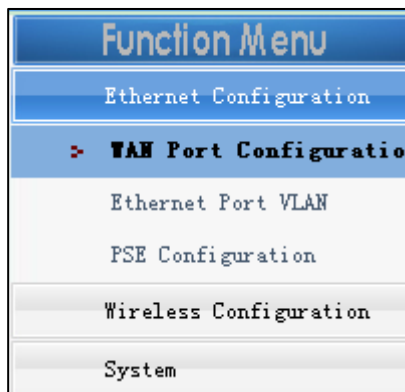 Function Menu
Ethernet Configuration
WAN Port Configuratio
Ethernet Port VLAN
PSE Configuration
Wireless Configuration
System